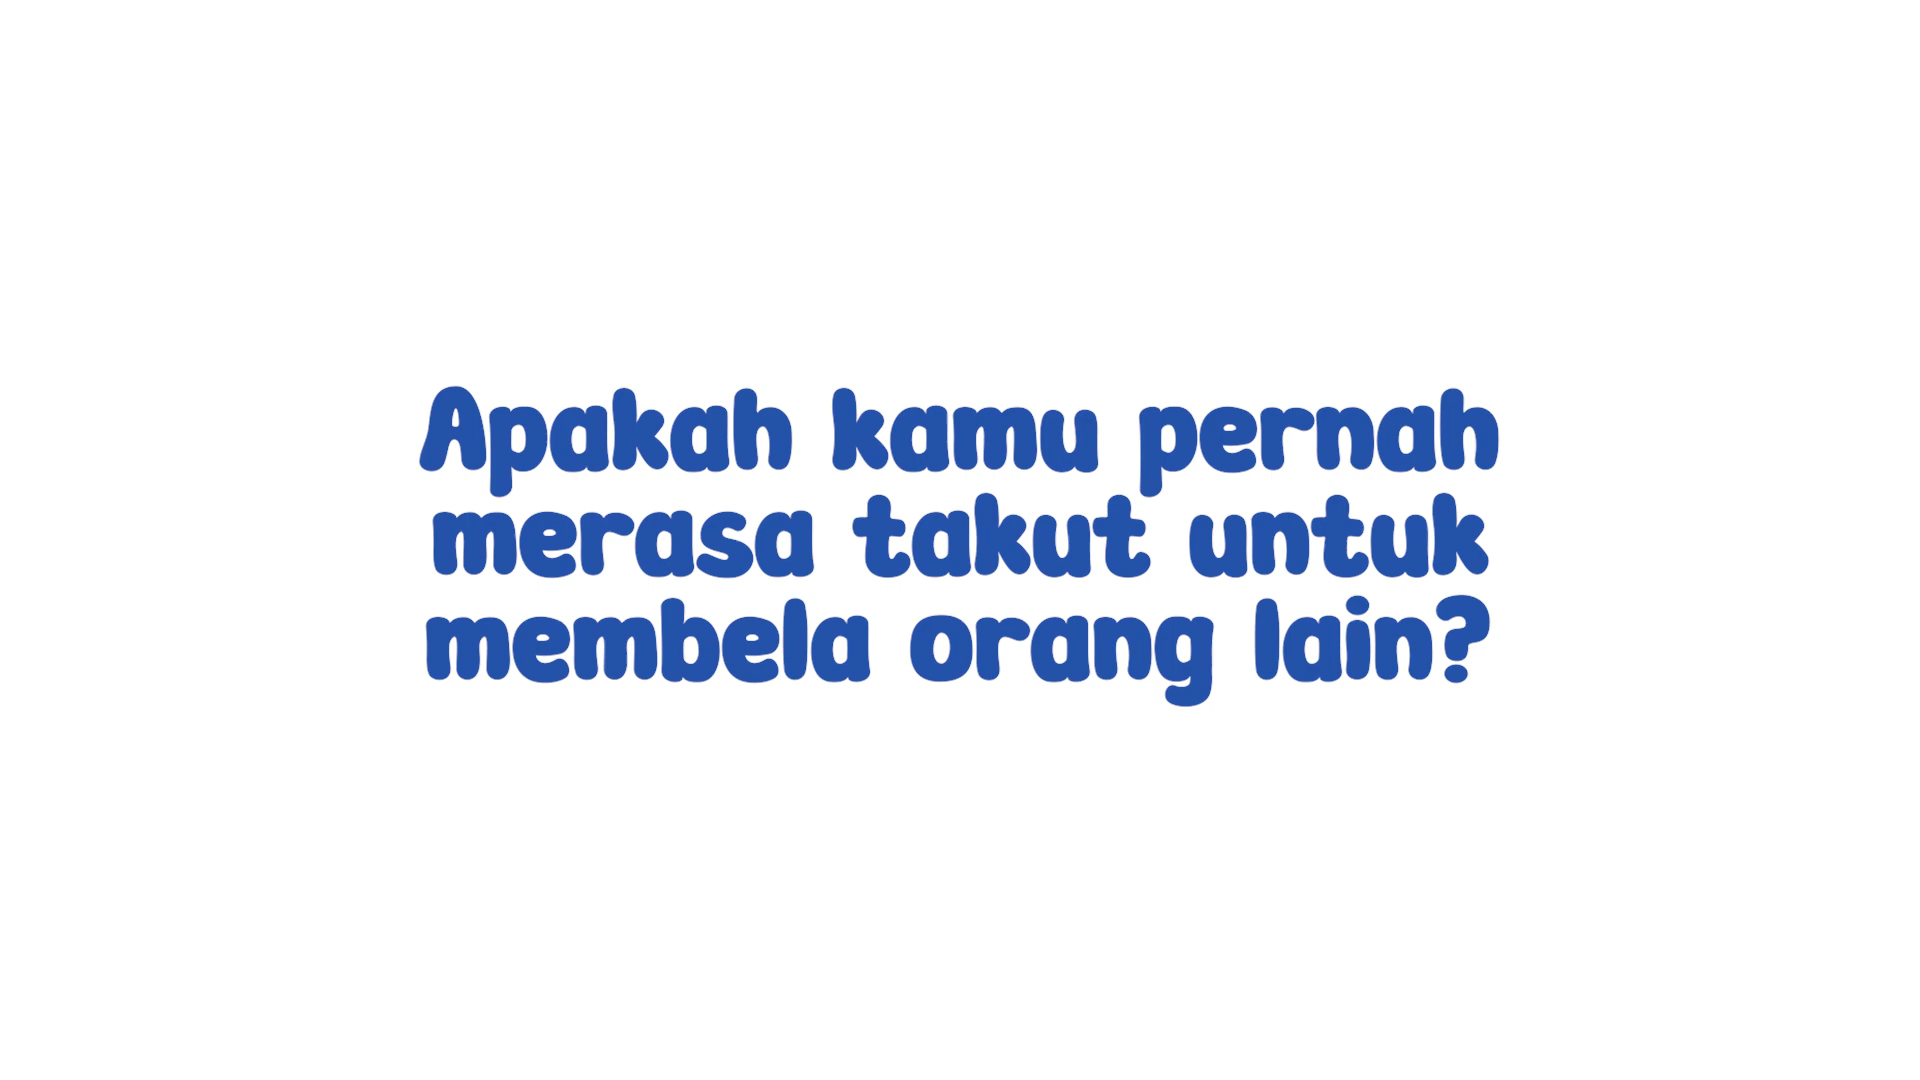 Apakah kamu pernah
merasa takut untuk
membela orang lain?